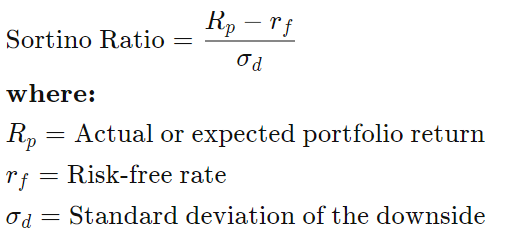 Sortino Ratio = (R_p − r_f) / σ_d
where:
R_p = Actual or expected portfolio return
r_f = Risk-free rate
σ_d = Standard deviation of the downside